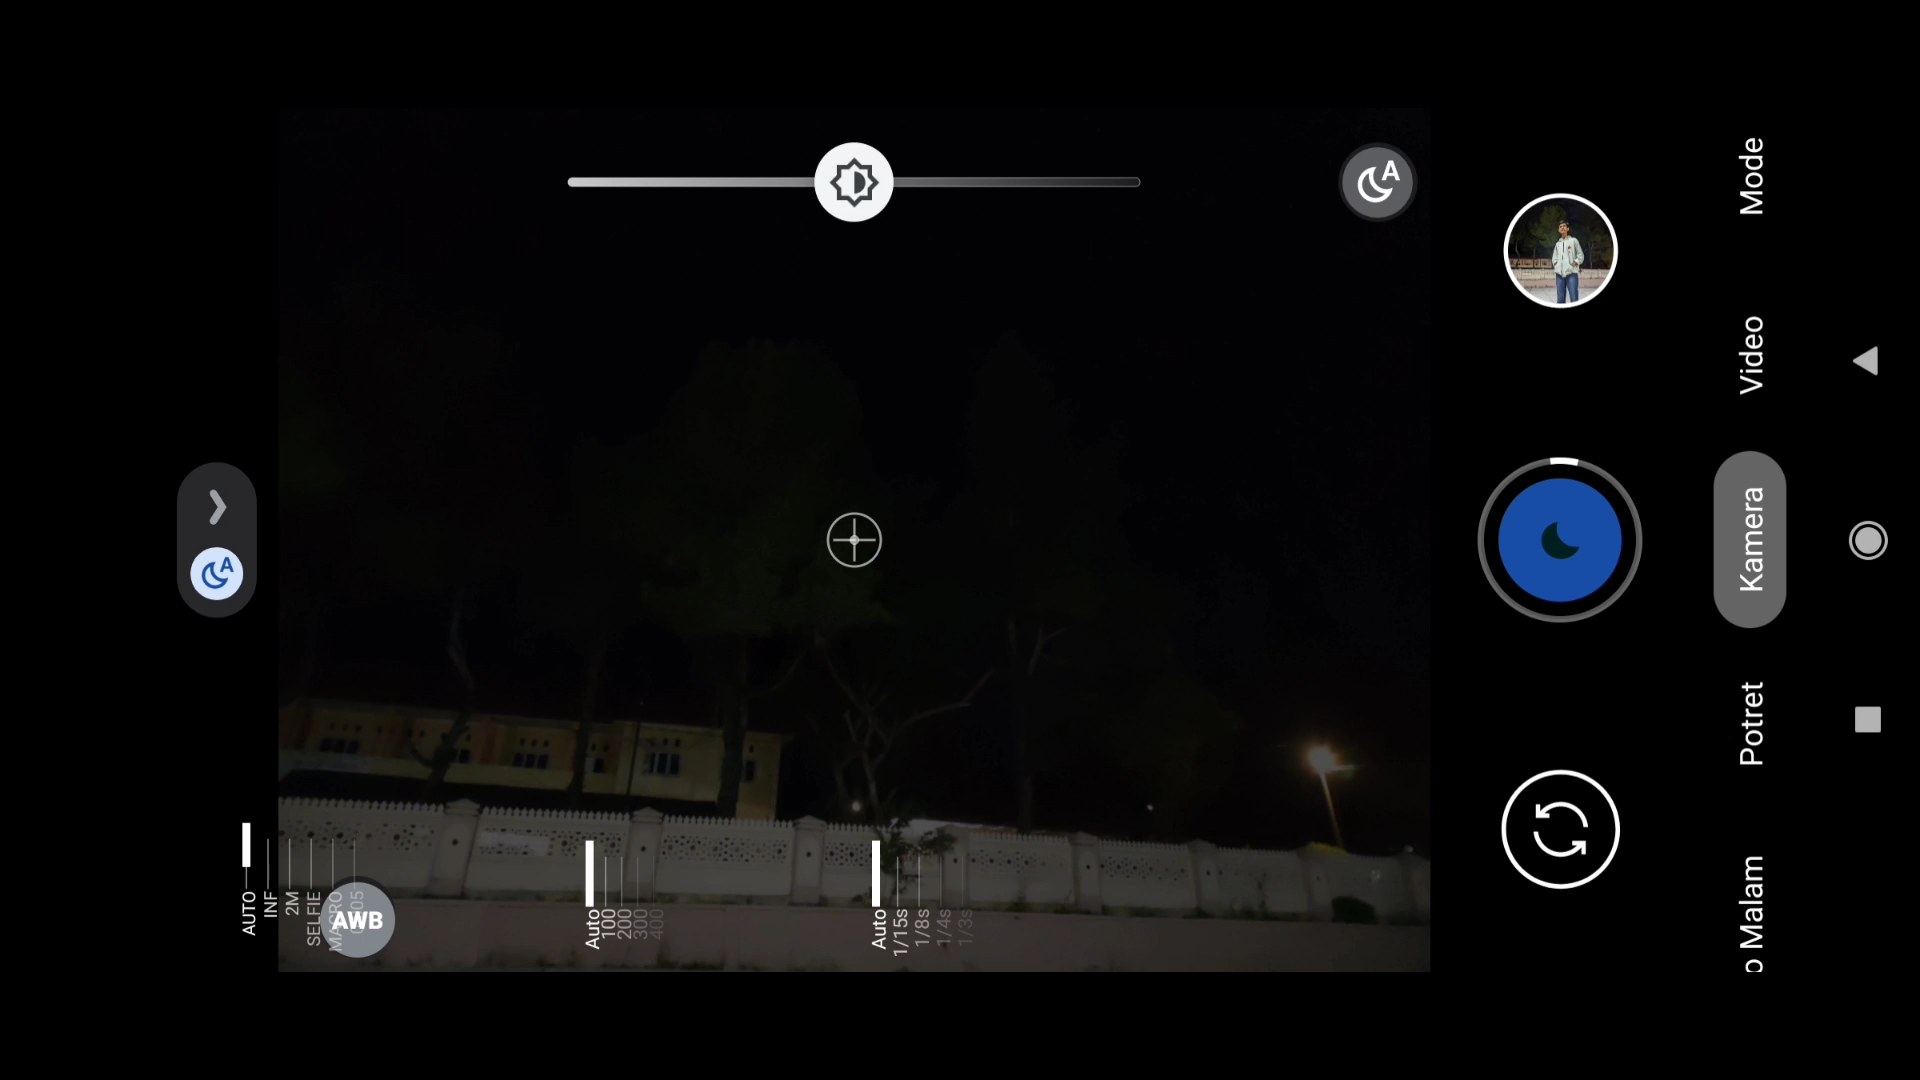 A
Mode
Video
Kamera
Potret
o Malam
A
AUTO
INF
2M
SELFIE
MACRO
AWB
Auto
100
200
300
400
Auto
1/15s
1/8s
1/4s
1/3s